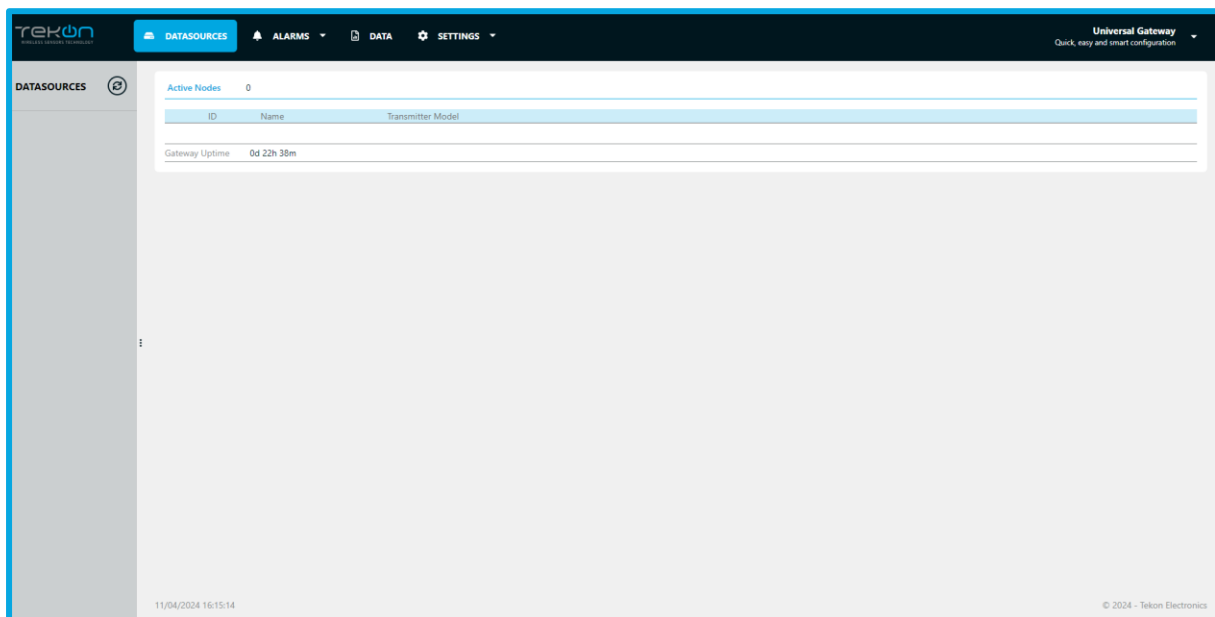 TEKON
WIRELESS SENSORS TECHNOLOGY
DATASOURCES ALARMS DATA SETTINGS
Universal Gateway
Quick, easy and smart configuration
DATASOURCES
Active Nodes 0
ID Name Transmitter Model
Gateway Uptime 0d 22h 38m
11/04/2024 16:15:14 © 2024 - Tekon Electronics